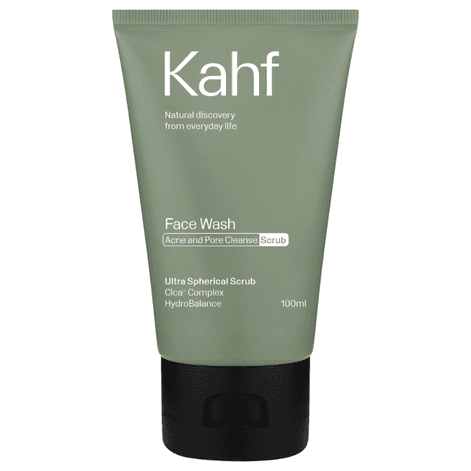 Kahf
Natural discovery
from everyday life
Face Wash
Acne and Pore Cleanse Scrub
Ultra Spherical Scrub
Cica⁺ Complex
HydroBalance 100ml